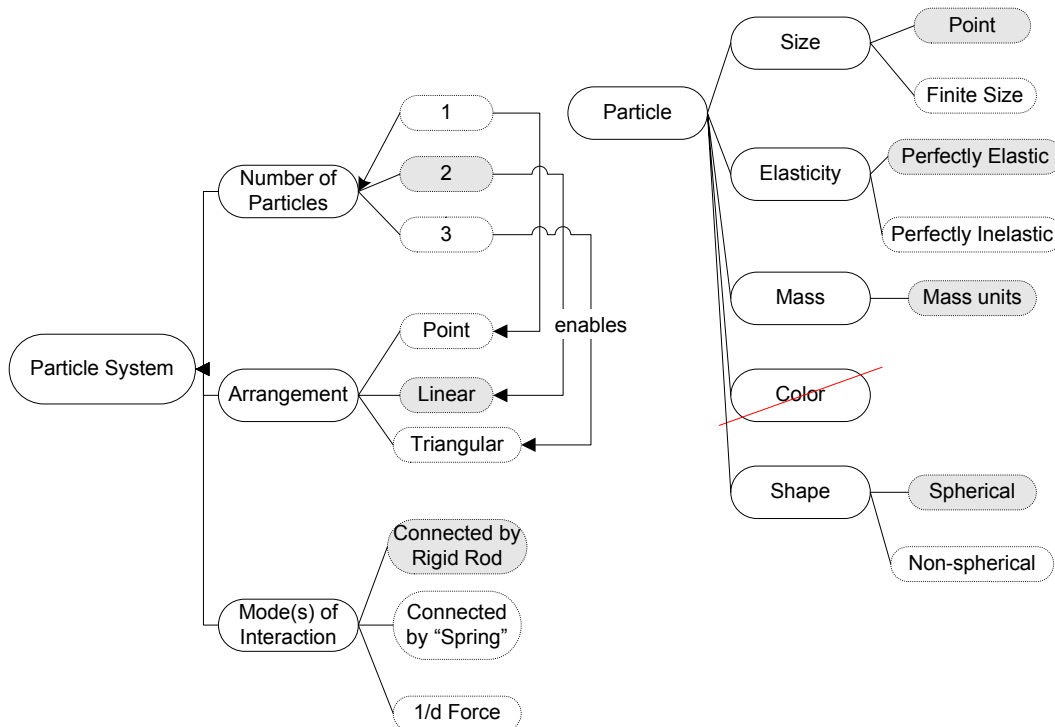 Particle System
Number of
Particles
1
2
3
Arrangement
Point
Linear
Triangular
enables
Mode(s) of
Interaction
Connected by
Rigid Rod
Connected
by “Spring”
1/d Force
Particle
Size
Point
Finite Size
Elasticity
Perfectly Elastic
Perfectly Inelastic
Mass
Mass units
Color
Shape
Spherical
Non-spherical